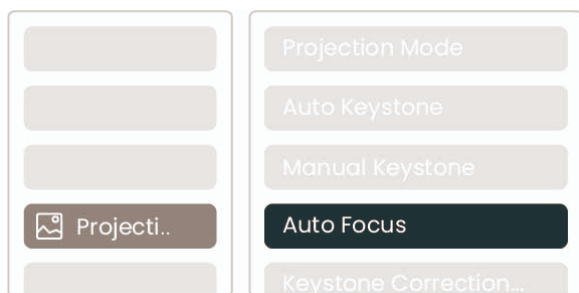 Projection Mode
Auto Keystone
Manual Keystone
Projecti..
Auto Focus
Keystone Correction...